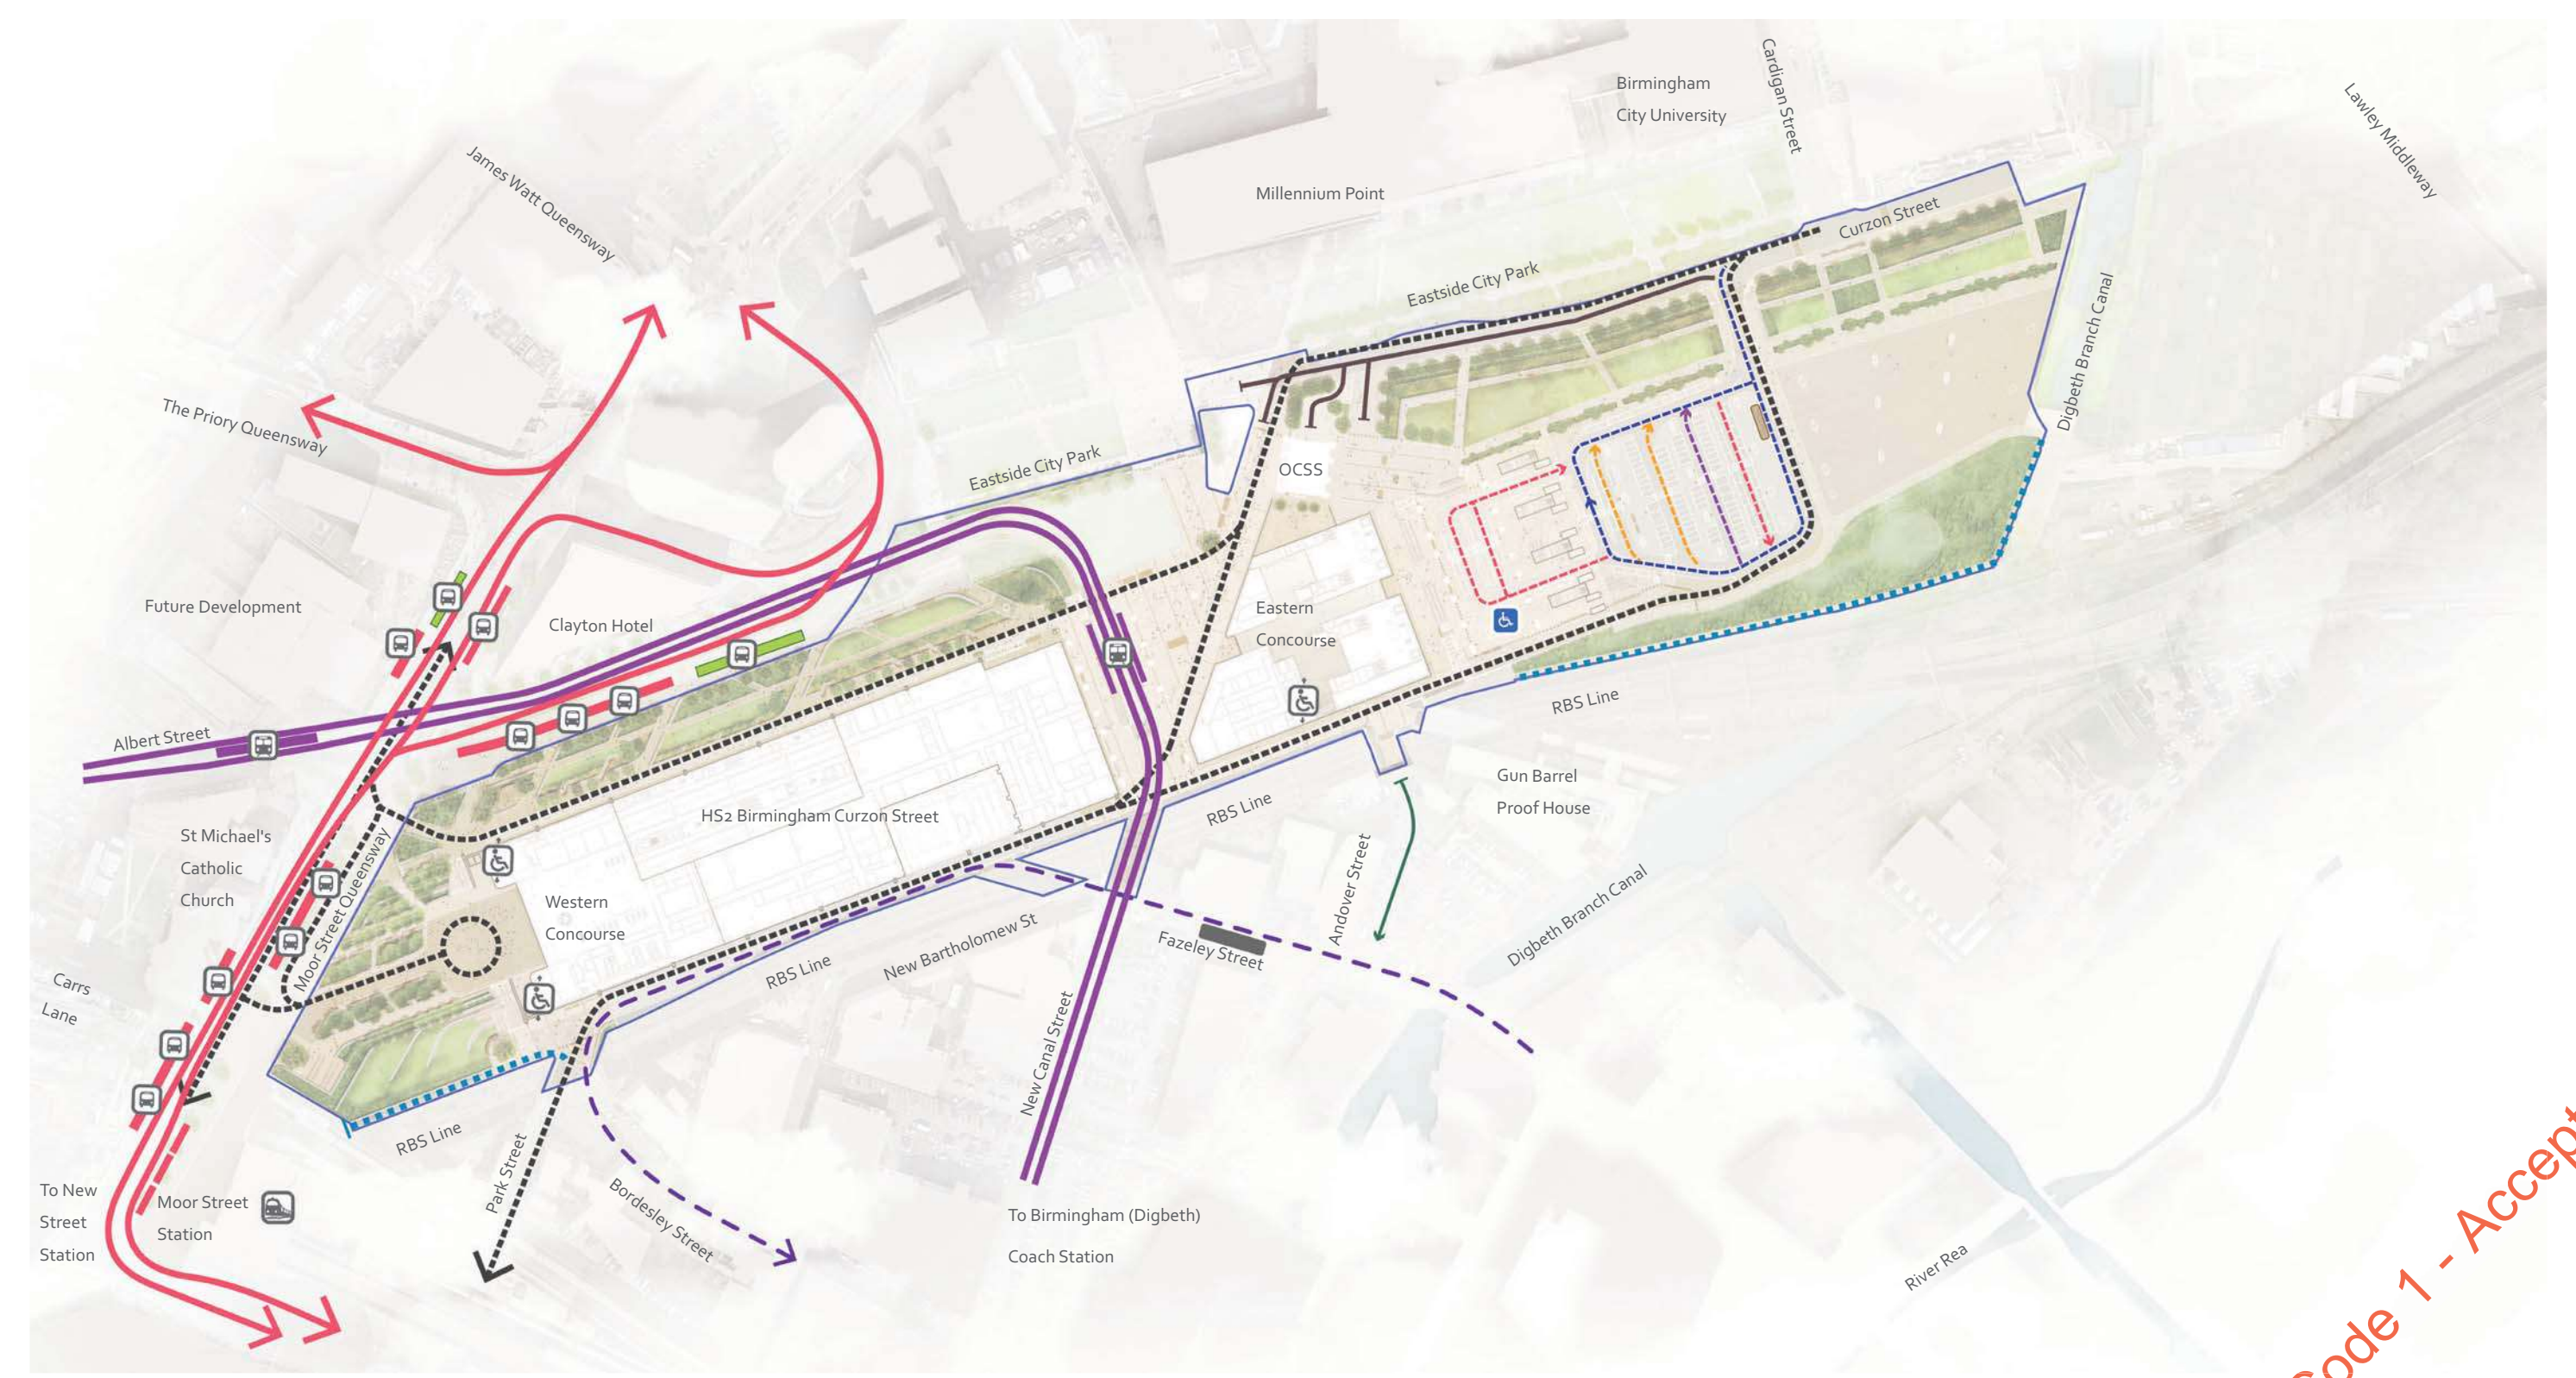 Birmingham
City University
Cardigan Street
Lawley Middleway
James Watt Queensway
Millennium Point
Curzon Street
Eastside City Park
Digbeth Branch Canal
The Priory Queensway
Eastside City Park
OCSS
Future Development
Clayton Hotel
Eastern
Concourse
RBS Line
Albert Street
Gun Barrel
Proof House
HS2 Birmingham Curzon Street
RBS Line
St Michael's
Catholic
Church
Moor Street Queensway
Western
Concourse
Andover Street
Digbeth Branch Canal
New Bartholomew St
Fazeley Street
RBS Line
Carrs
Lane
New Canal Street
RBS Line
Park Street
To New
Street
Station
Moor Street
Station
Bordesley Street
To Birmingham (Digbeth)
Coach Station
River Rea
Code 1 - Accept